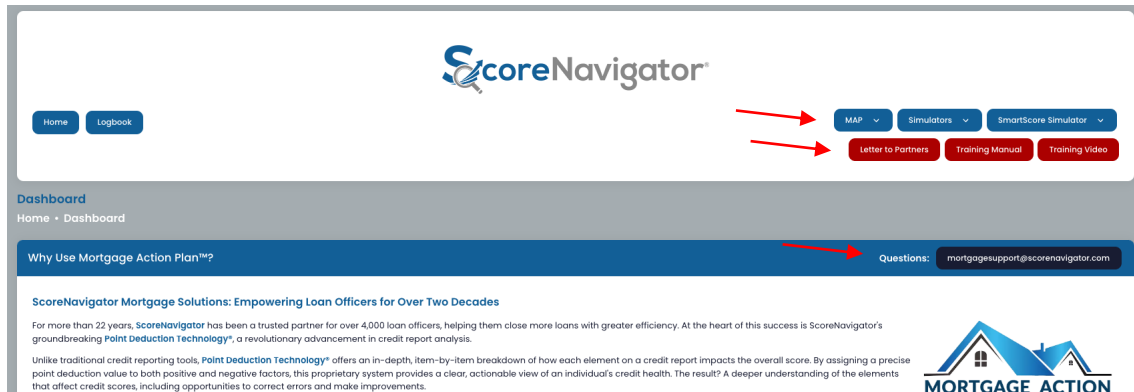 ScoreNavigator®
Home Logbook
MAP Simulators SmartScore Simulator
Letter to Partners Training Manual Training Video
Dashboard
Home • Dashboard
Why Use Mortgage Action Plan™? Questions: mortgagesupport@scorenavigator.com
ScoreNavigator Mortgage Solutions: Empowering Loan Officers for Over Two Decades
For more than 22 years, ScoreNavigator has been a trusted partner for over 4,000 loan officers, helping them close more loans with greater efficiency. At the heart of this success is ScoreNavigator's
groundbreaking Point Deduction Technology®, a revolutionary advancement in credit report analysis.
Unlike traditional credit reporting tools, Point Deduction Technology® offers an in-depth, item-by-item breakdown of how each element on a credit report impacts the overall score. By assigning a precise
point deduction value to both positive and negative factors, this proprietary system provides a clear, actionable view of an individual's credit health. The result? A deeper understanding of the elements
that affect credit scores, including opportunities to correct errors and make improvements.
MORTGAGE ACTION